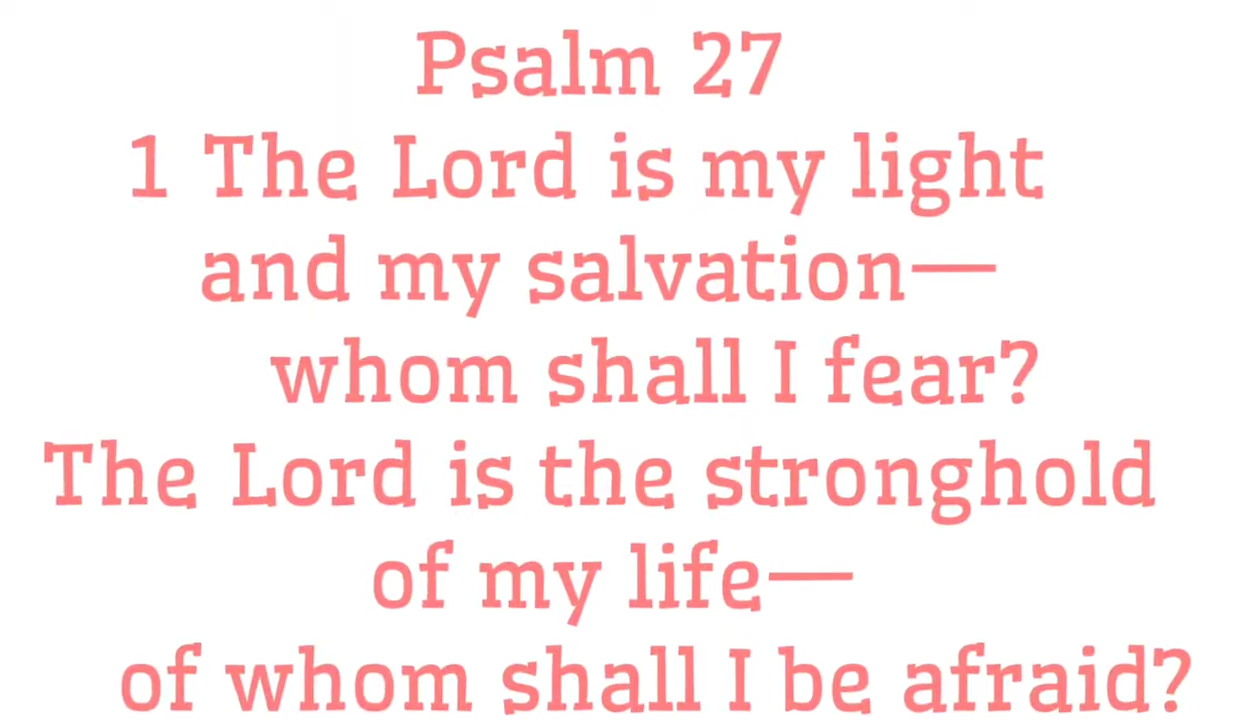 Psalm 27
1 The Lord is my light
and my salvation—
whom shall I fear?
The Lord is the stronghold
of my life—
of whom shall I be afraid?